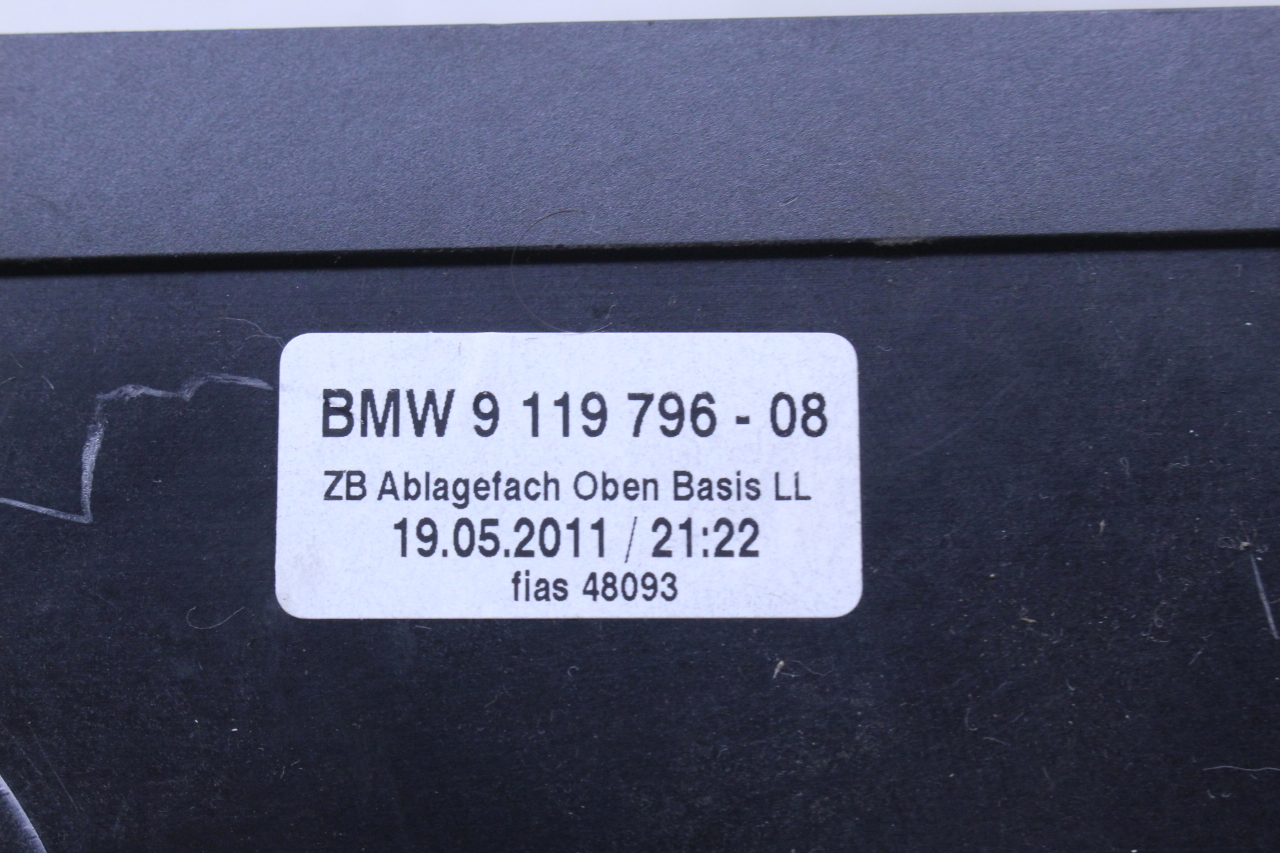 BMW 9 119 796 - 08
ZB Ablagefach Oben Basis LL
19.05.2011 / 21:22
fias 48093